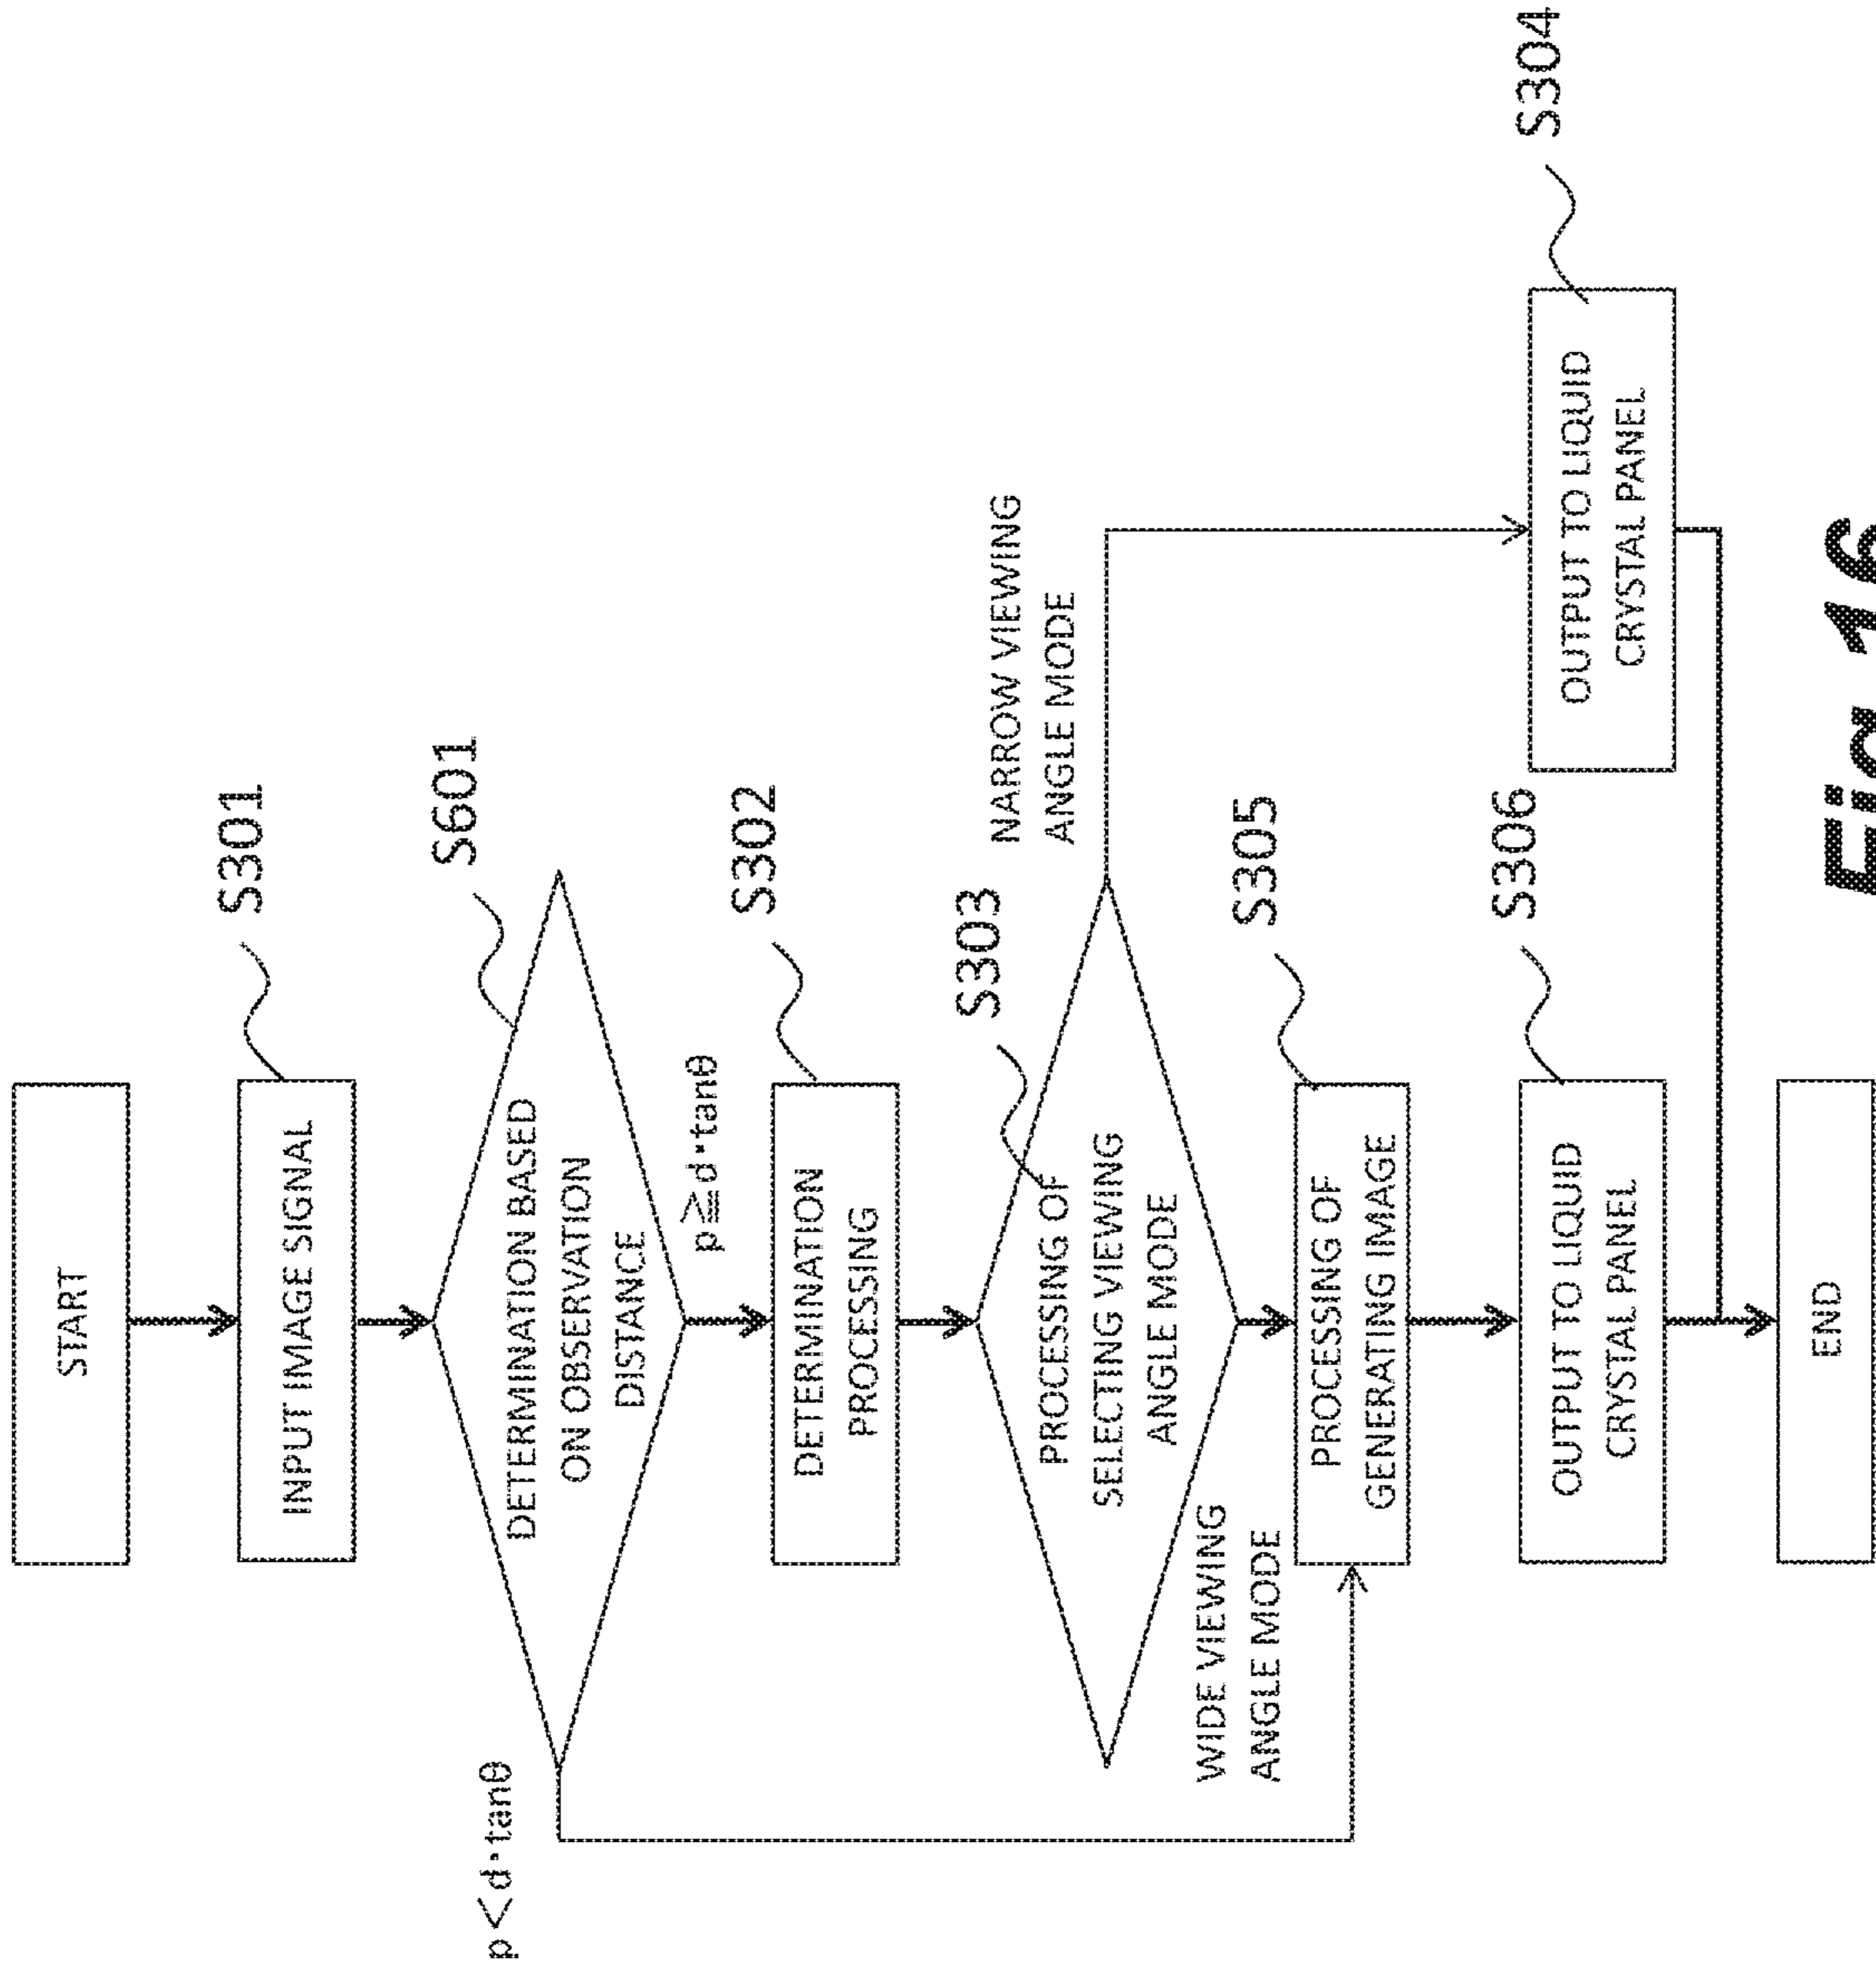 START
S301
INPUT IMAGE SIGNAL
S601
DETERMINATION BASED
ON OBSERVATION
DISTANCE
p<d·tanθ
p≧d·tanθ
S302
DETERMINATION
PROCESSING
S303
PROCESSING OF
SELECTING VIEWING
ANGLE MODE
NARROW VIEWING
ANGLE MODE
WIDE VIEWING
ANGLE MODE
S305
PROCESSING OF
GENERATING IMAGE
S306
OUTPUT TO LIQUID
CRYSTAL PANEL
S304
OUTPUT TO LIQUID
CRYSTAL PANEL
END
Fig 16